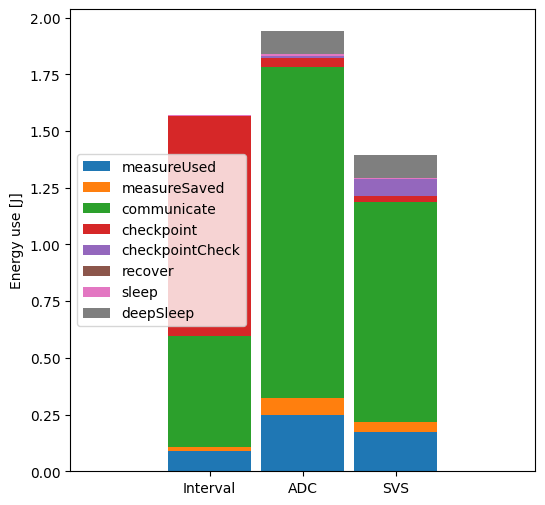 2.00
1.75
1.50
1.25
1.00
0.75
0.50
0.25
0.00
Energy use [J]
measureUsed
measureSaved
communicate
checkpoint
checkpointCheck
recover
sleep
deepSleep
Interval ADC SVS